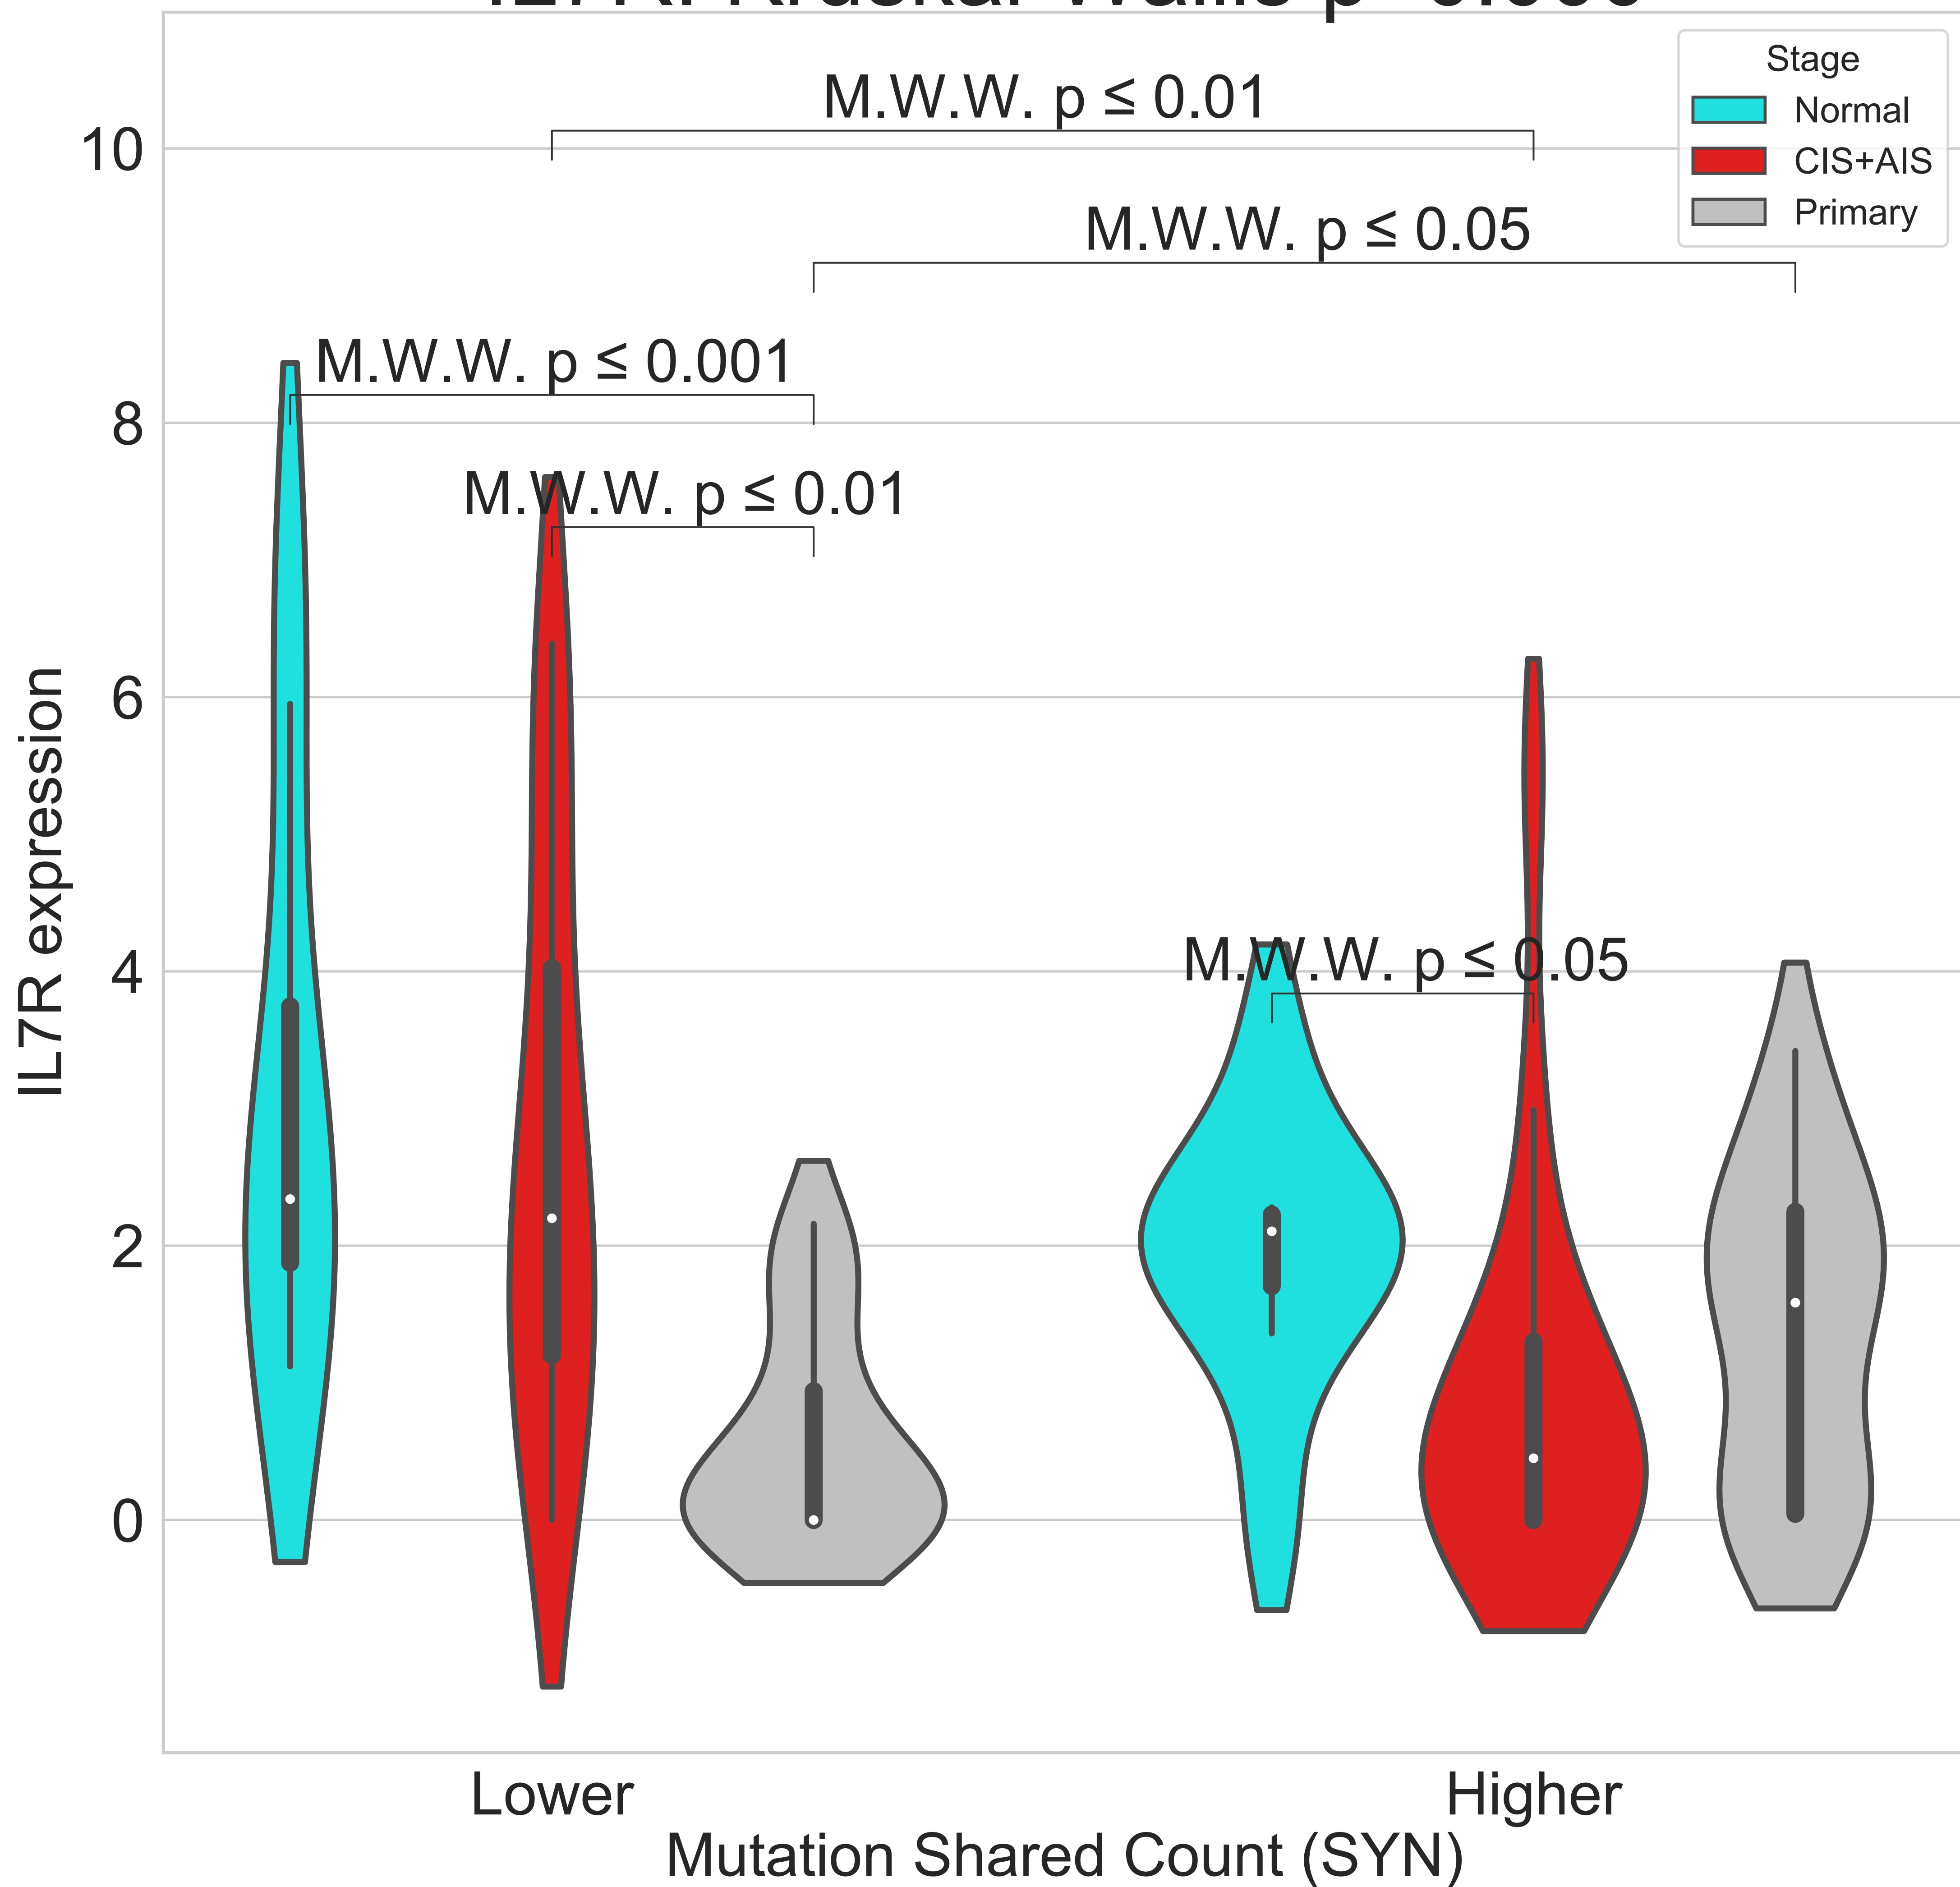 Stage
Normal
CIS+AIS
Primary
M.W.W. p ≤ 0.01
M.W.W. p ≤ 0.05
M.W.W. p ≤ 0.001
M.W.W. p ≤ 0.01
M.W.W. p ≤ 0.05
10
8
6
4
2
0
IL7R expression
Lower
Higher
Mutation Shared Count (SYN)